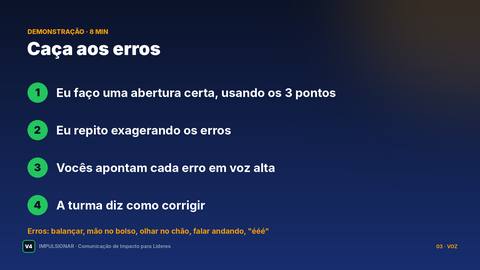 DEMONSTRAÇÃO · 8 MIN
Caça aos erros
1 Eu faço uma abertura certa, usando os 3 pontos
2 Eu repito exagerando os erros
3 Vocês apontam cada erro em voz alta
4 A turma diz como corrigir
Erros: balançar, mão no bolso, olhar no chão, falar andando, "ééé"
V4 IMPULSIONAR · Comunicação de Impacto para Líderes
03 · VOZ